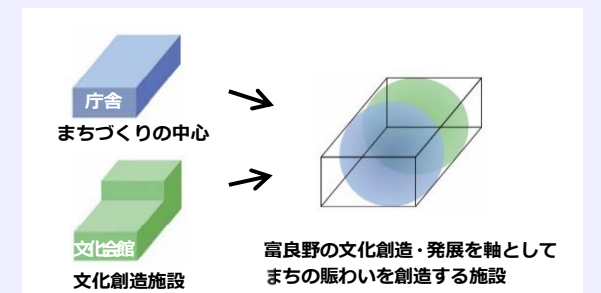 庁舎
まちづくりの中心
文化会館
文化創造施設
富良野の文化創造・発展を軸として
まちの賑わいを創造する施設